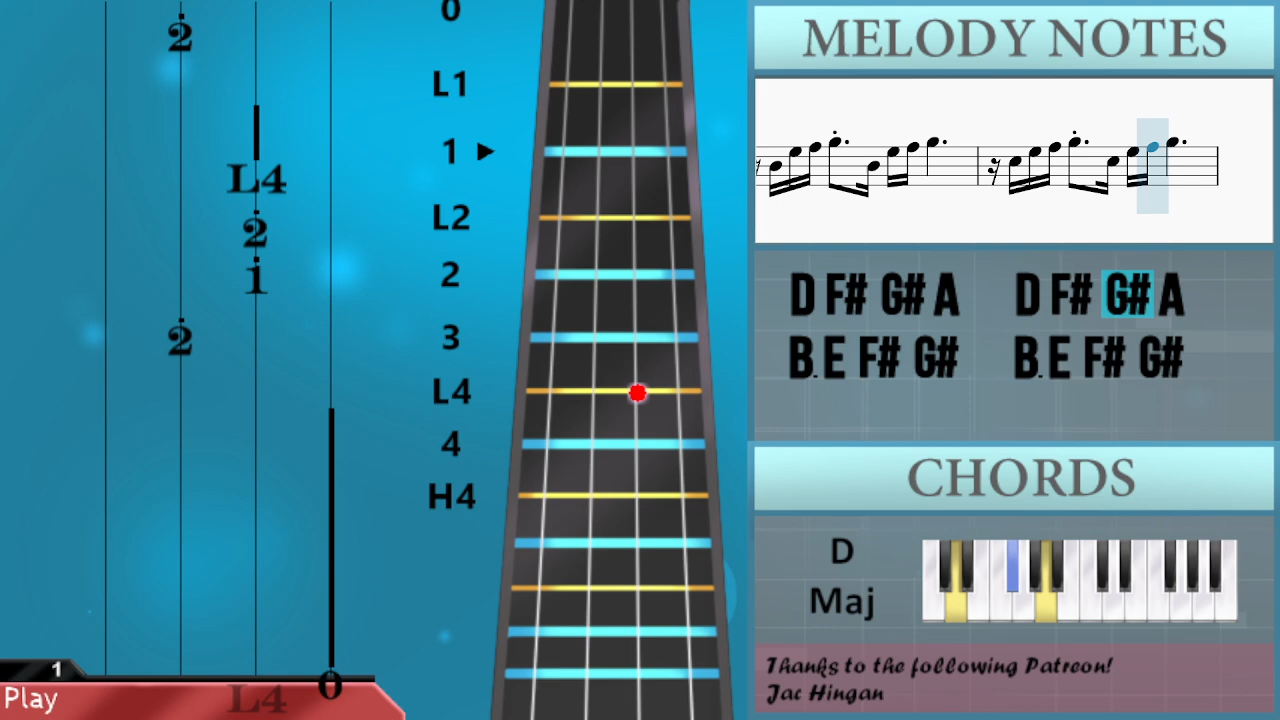 2
L4
2
1
2
1
Play
L4
0
0
L1
1
L2
2
3
L4
4
H4
MELODY NOTES
D F# G# A D F# G# A
B. E F# G# B. E F# G#
CHORDS
D
Maj
Thanks to the following Patreon!
Jac Hingan